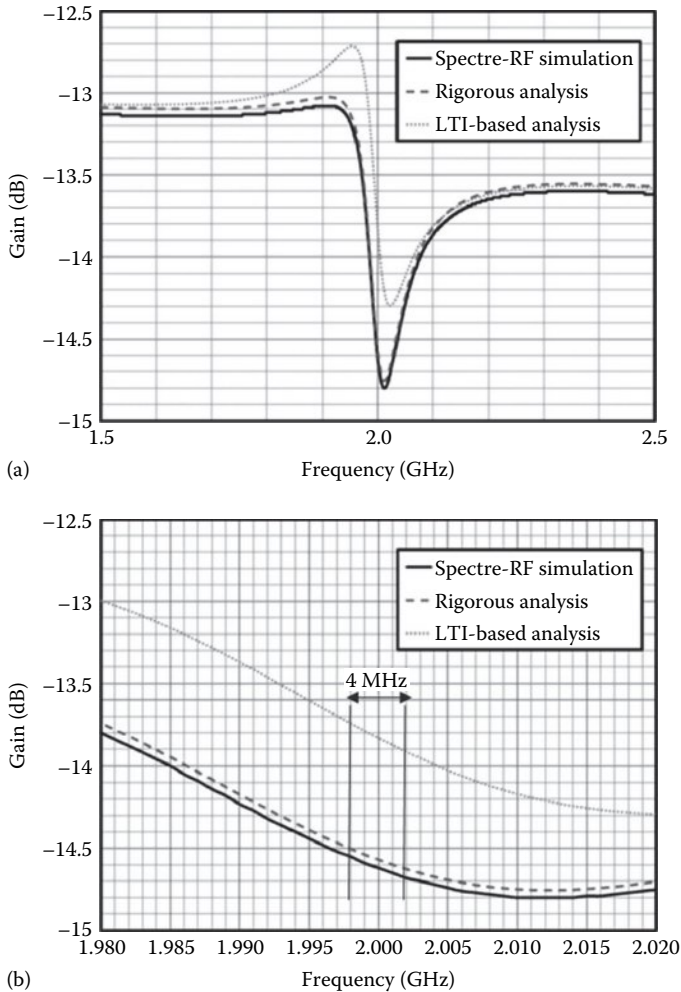 −12.5
−13
−13.5
−14
−14.5
−15
Gain (dB)
Spectre-RF simulation
Rigorous analysis
LTI-based analysis
1.5
2.0
2.5
(a)
Frequency (GHz)
−12.5
−13
−13.5
−14
−14.5
−15
Gain (dB)
Spectre-RF simulation
Rigorous analysis
LTI-based analysis
4 MHz
1.980 1.985 1.990 1.995 2.000 2.005 2.010 2.015 2.020
(b)
Frequency (GHz)